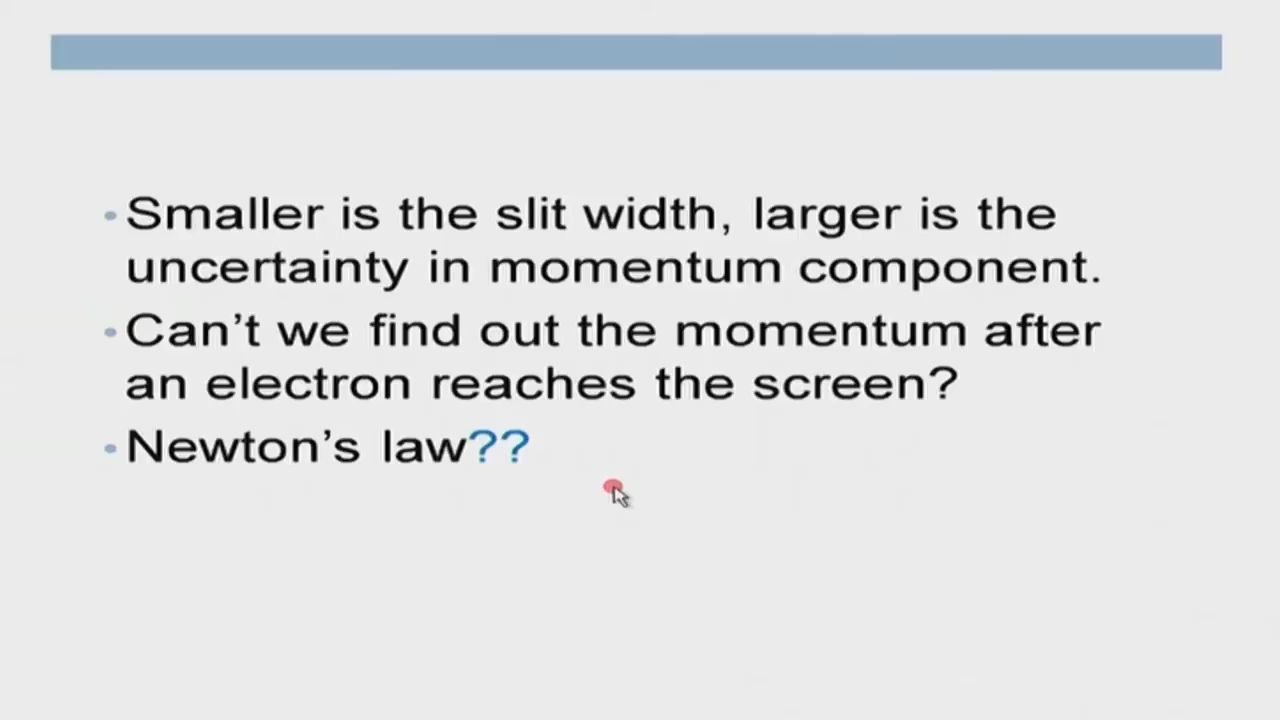 • Smaller is the slit width, larger is the
uncertainty in momentum component.
• Can’t we find out the momentum after
an electron reaches the screen?
• Newton’s law??